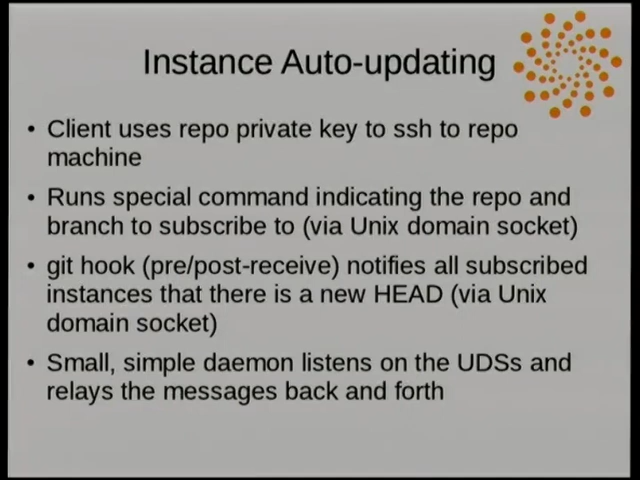 Instance Auto-updating
• Client uses repo private key to ssh to repo
machine
• Runs special command indicating the repo and
branch to subscribe to (via Unix domain socket)
• git hook (pre/post-receive) notifies all subscribed
instances that there is a new HEAD (via Unix
domain socket)
• Small, simple daemon listens on the UDSs and
relays the messages back and forth